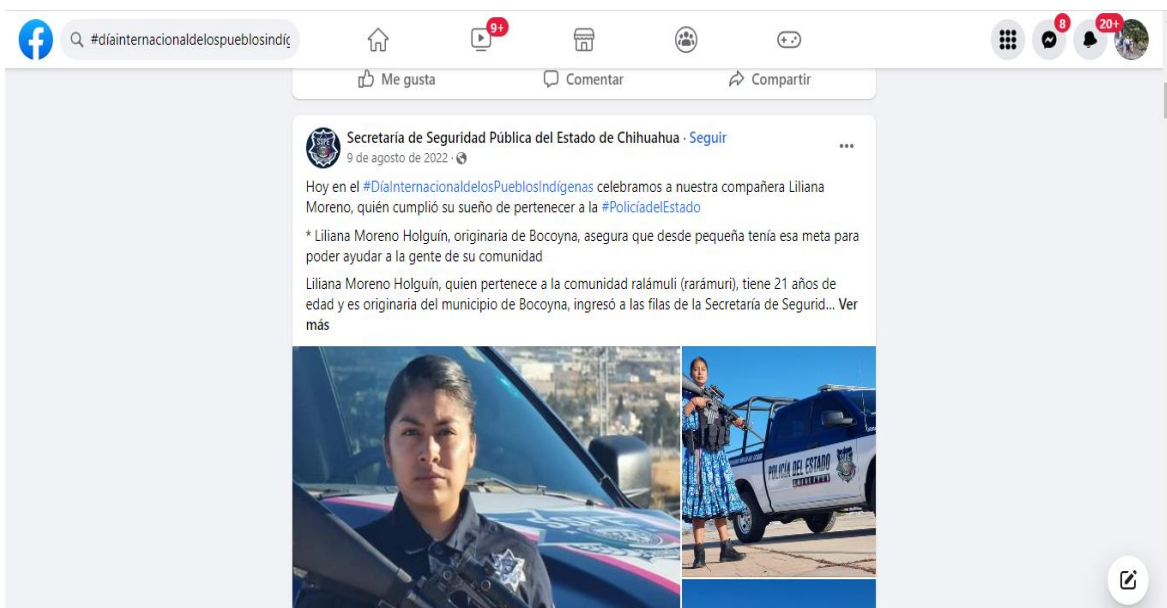 #díainternacionaldelospueblosindíg
9+
8
20+
Me gusta
Comentar
Compartir
Secretaría de Seguridad Pública del Estado de Chihuahua · Seguir
9 de agosto de 2022 ·
Hoy en el #DíaInternacionaldelosPueblosIndígenas celebramos a nuestra compañera Liliana
Moreno, quién cumplió su sueño de pertenecer a la #PolicíadelEstado
* Liliana Moreno Holguín, originaria de Bocoyna, asegura que desde pequeña tenía esa meta para
poder ayudar a la gente de su comunidad
Liliana Moreno Holguín, quien pertenece a la comunidad ralámuli (rarámuri), tiene 21 años de
edad y es originaria del municipio de Bocoyna, ingresó a las filas de la Secretaría de Segurid... Ver
más
SSPE
POLICÍA DEL ESTADO